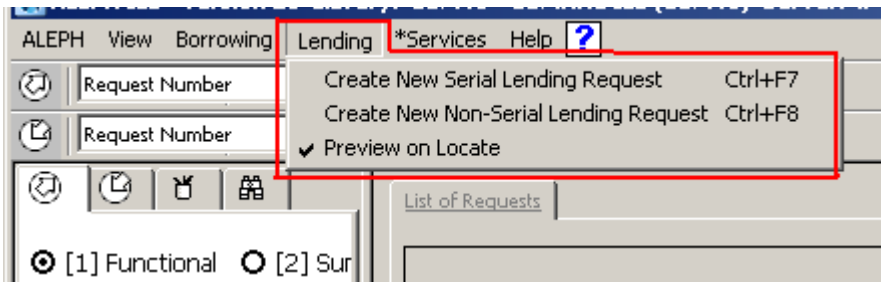 ALEPH View Borrowing Lending *Services Help ?
Request Number
Create New Serial Lending Request Ctrl+F7
Create New Non-Serial Lending Request Ctrl+F8
Request Number
Preview on Locate
List of Requests
[1] Functional [2] Sur